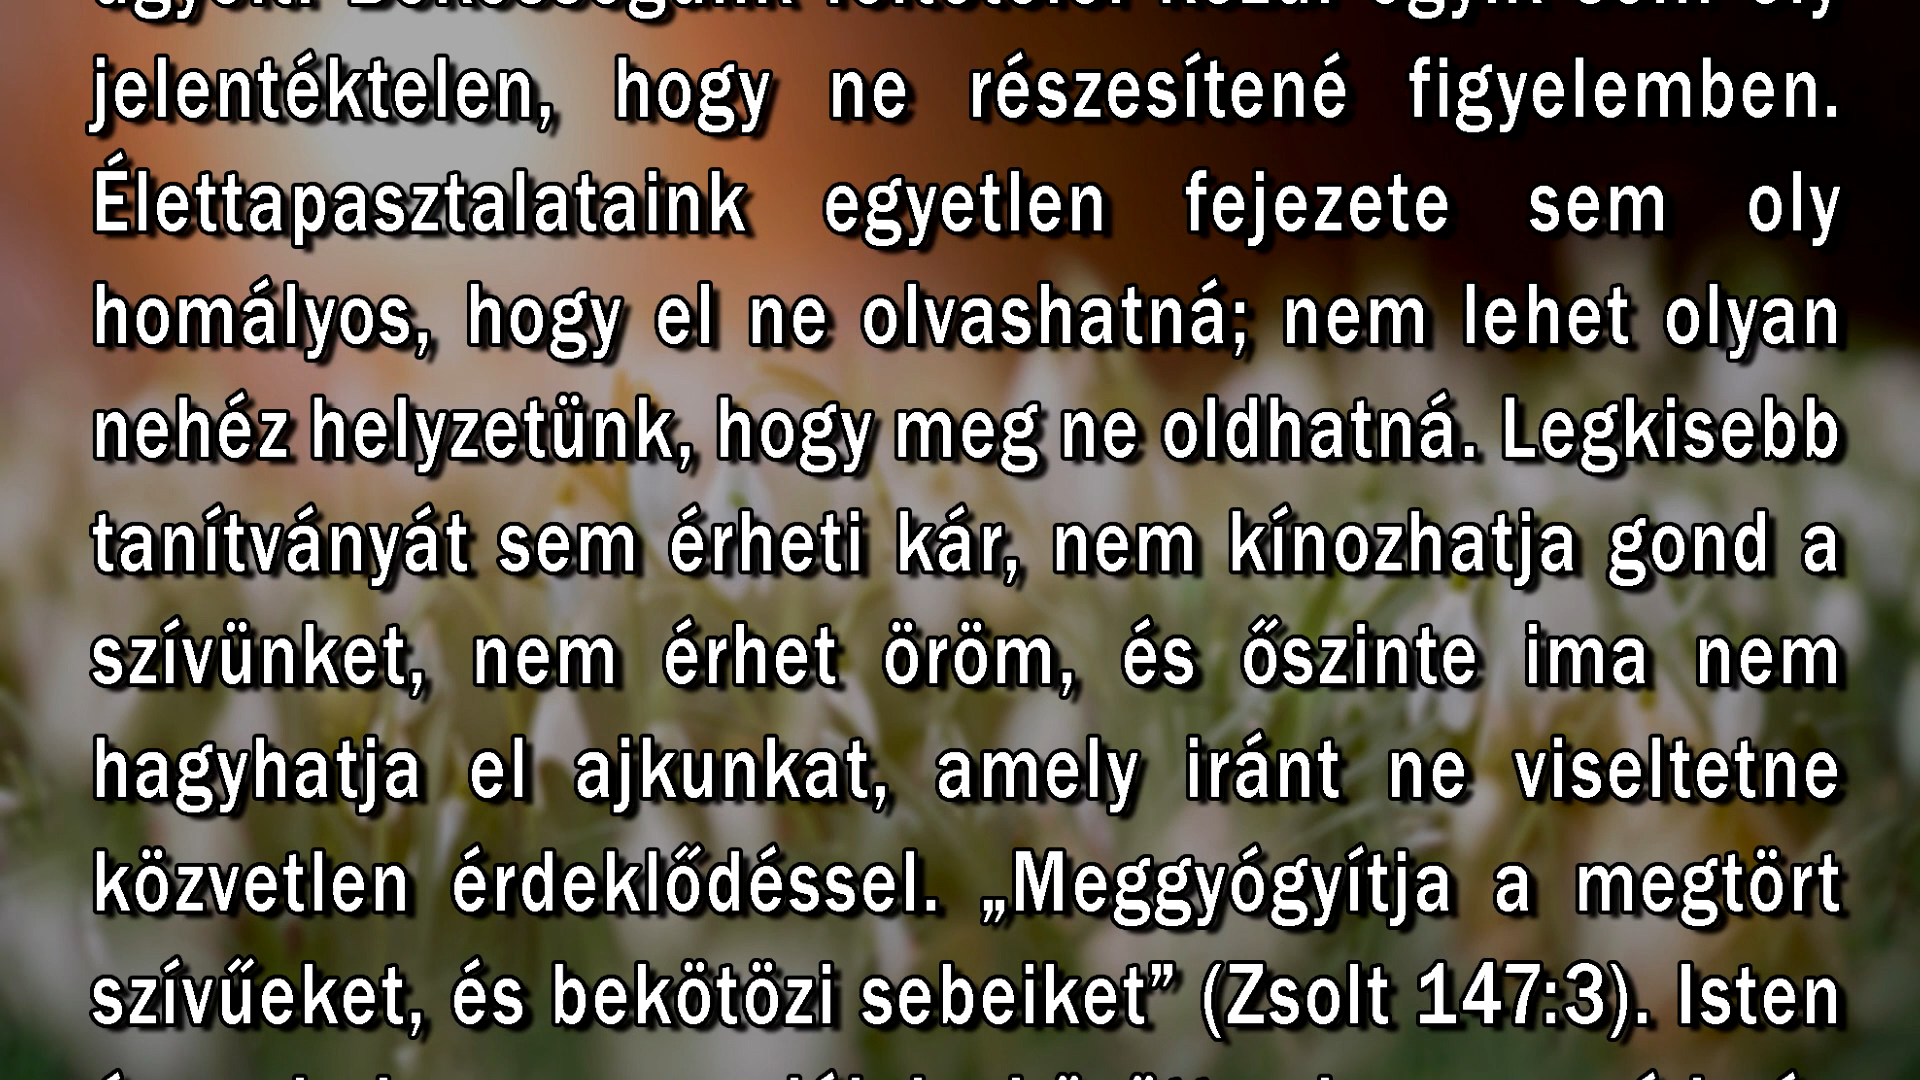 jelentéktelen, hogy ne részesítené figyelemben.
Élettapasztalataink egyetlen fejezete sem oly
homályos, hogy el ne olvashatná; nem lehet olyan
nehéz helyzetünk, hogy meg ne oldhatná. Legkisebb
tanítványát sem érheti kár, nem kínozhatja gond a
szívünket, nem érhet öröm, és őszinte ima nem
hagyhatja el ajkunkat, amely iránt ne viseltetne
közvetlen érdeklődéssel. „Meggyógyítja a megtört
szívűeket, és bekötözi sebeiket” (Zsolt 147:3). Isten